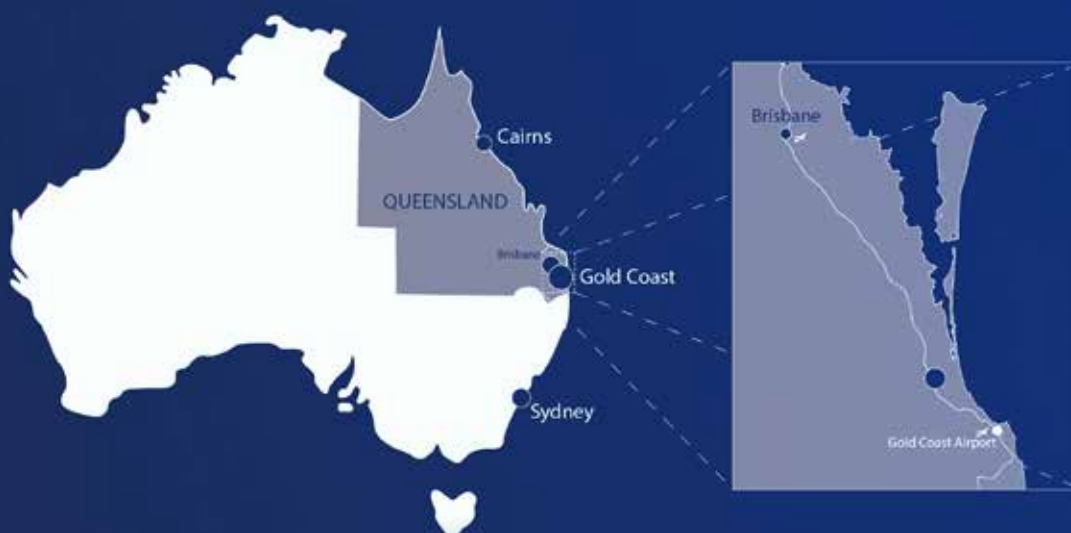 Cairns
QUEENSLAND
Brisbane
Gold Coast
Sydney
Brisbane
Gold Coast Airport